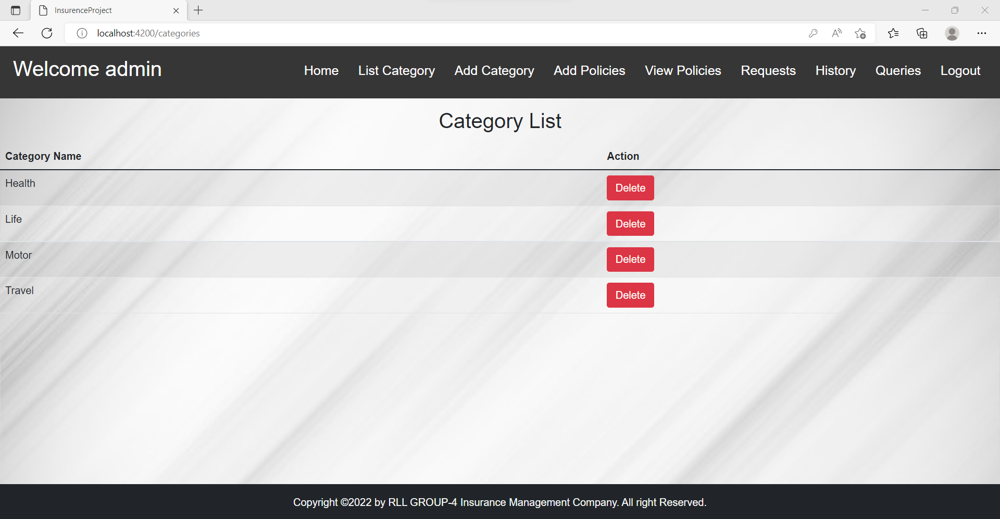 InsurenceProject
localhost:4200/categories
Welcome admin
Home List Category Add Category Add Policies View Policies Requests History Queries Logout
Category List
Category Name Action
Health Delete
Life Delete
Motor Delete
Travel Delete
Copyright ©2022 by RLL GROUP-4 Insurance Management Company. All right Reserved.